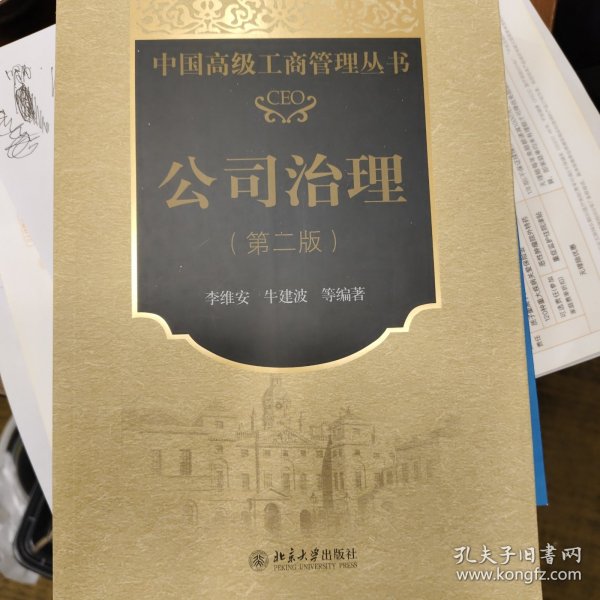 中国高级工商管理丛书
CEO
公司治理
（第二版）
李维安 牛建波 等编著
北京大学出版社
PEKING UNIVERSITY PRESS
孔夫子旧书网
www.kongfz.com